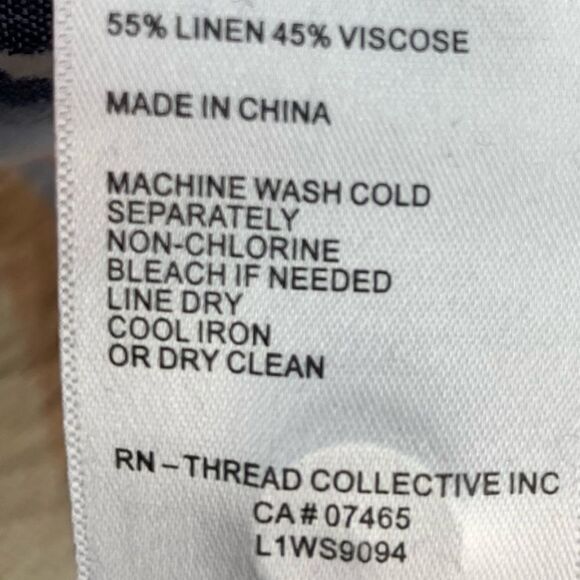 55% LINEN 45% VISCOSE
MADE IN CHINA
MACHINE WASH COLD
SEPARATELY
NON-CHLORINE
BLEACH IF NEEDED
LINE DRY
COOL IRON
OR DRY CLEAN
RN – THREAD COLLECTIVE INC
CA# 07465
L1WS9094